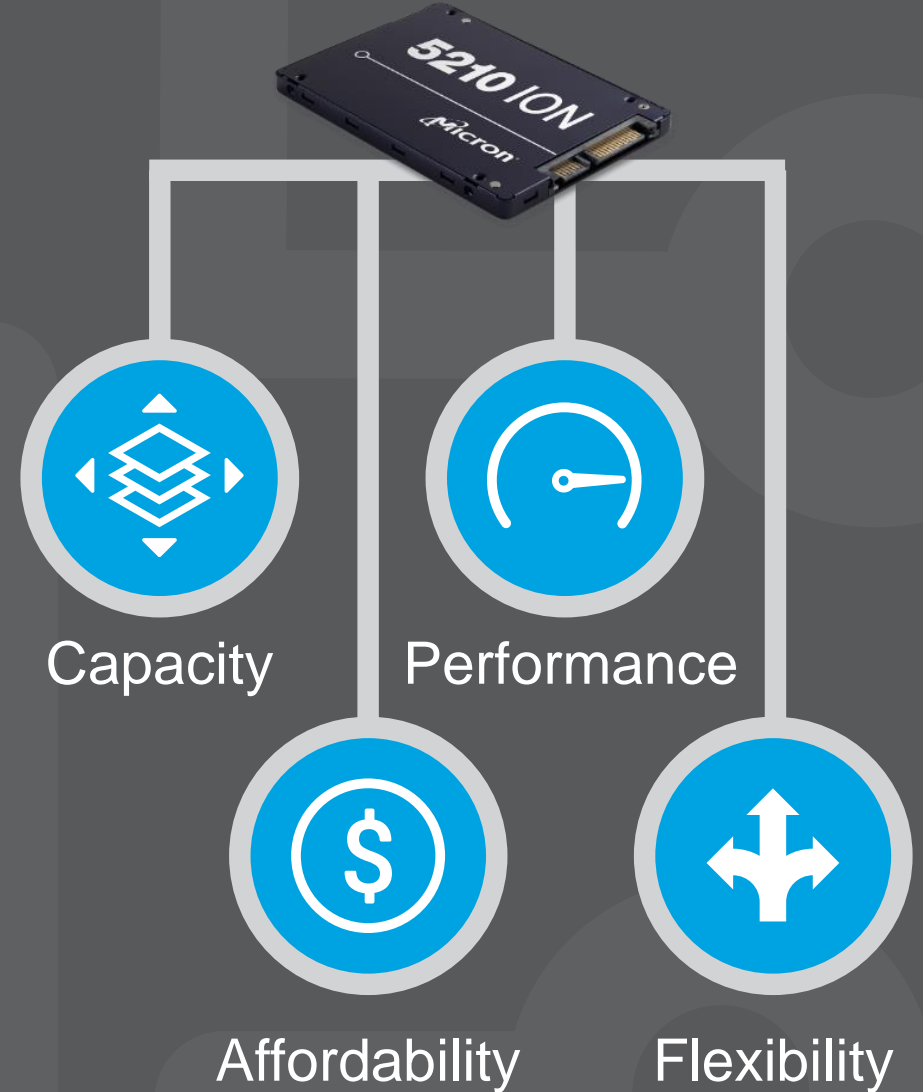 5210 ION
Micron
Capacity
Performance
$
Affordability
Flexibility